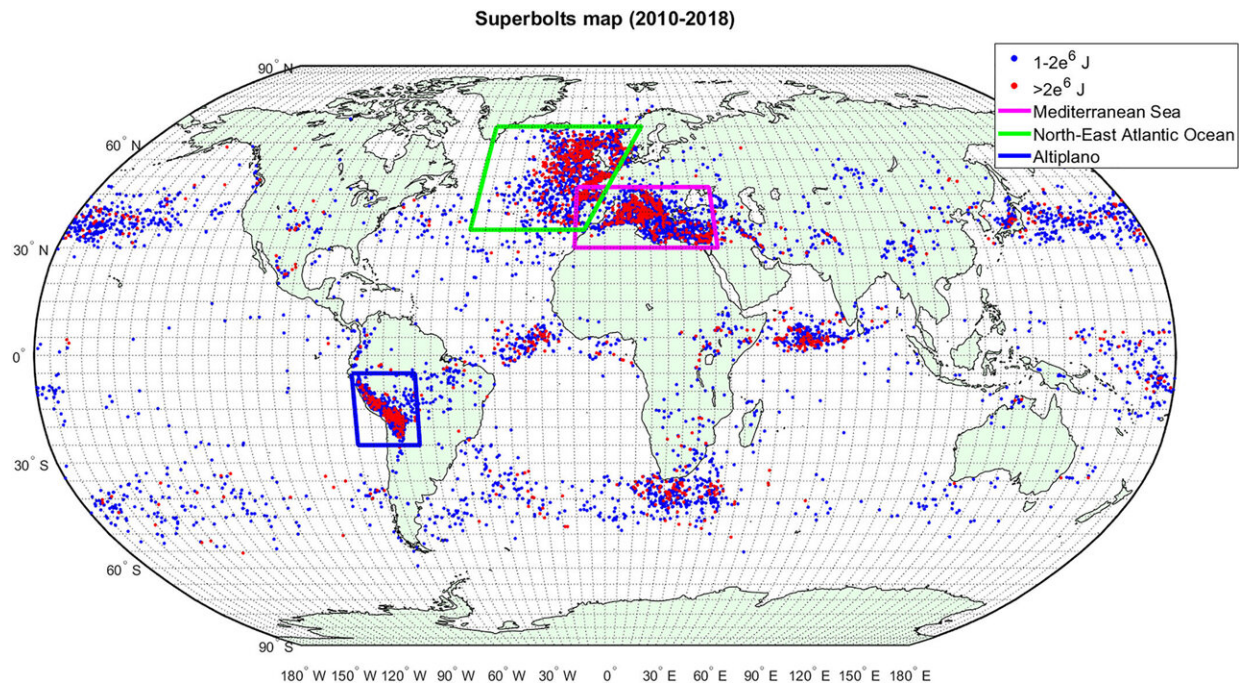 Superbolts map (2010-2018)
1-2e⁶ J
>2e⁶ J
Mediterranean Sea
North-East Atlantic Ocean
Altiplano
90° N
60° N
30° N
0°
30° S
60° S
90° S
180° W 150° W 120° W 90° W 60° W 30° W 0° 30° E 60° E 90° E 120° E 150° E 180° E